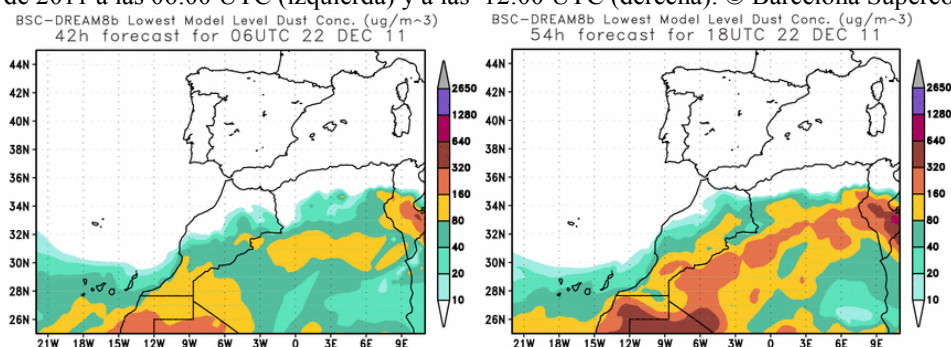 de 2011 a las 06:00 UTC (izquierda) y a las 12:00 UTC (derecha). © Barcelona
BSC-DREAM8b Lowest Model Level Dust Conc. (ug/m^3)
42h forecast for 06UTC 22 DEC 11
44N
42N
40N
38N
36N
34N
32N
30N
28N
26N
21W 18W 15W 12W 9W 6W 3W 0 3E 6E 9E
2650
1280
640
320
160
80
40
20
10
BSC-DREAM8b Lowest Model Level Dust Conc. (ug/m^3)
54h forecast for 18UTC 22 DEC 11
44N
42N
40N
38N
36N
34N
32N
30N
28N
26N
21W 18W 15W 12W 9W 6W 3W 0 3E 6E 9E
2650
1280
640
320
160
80
40
20
10